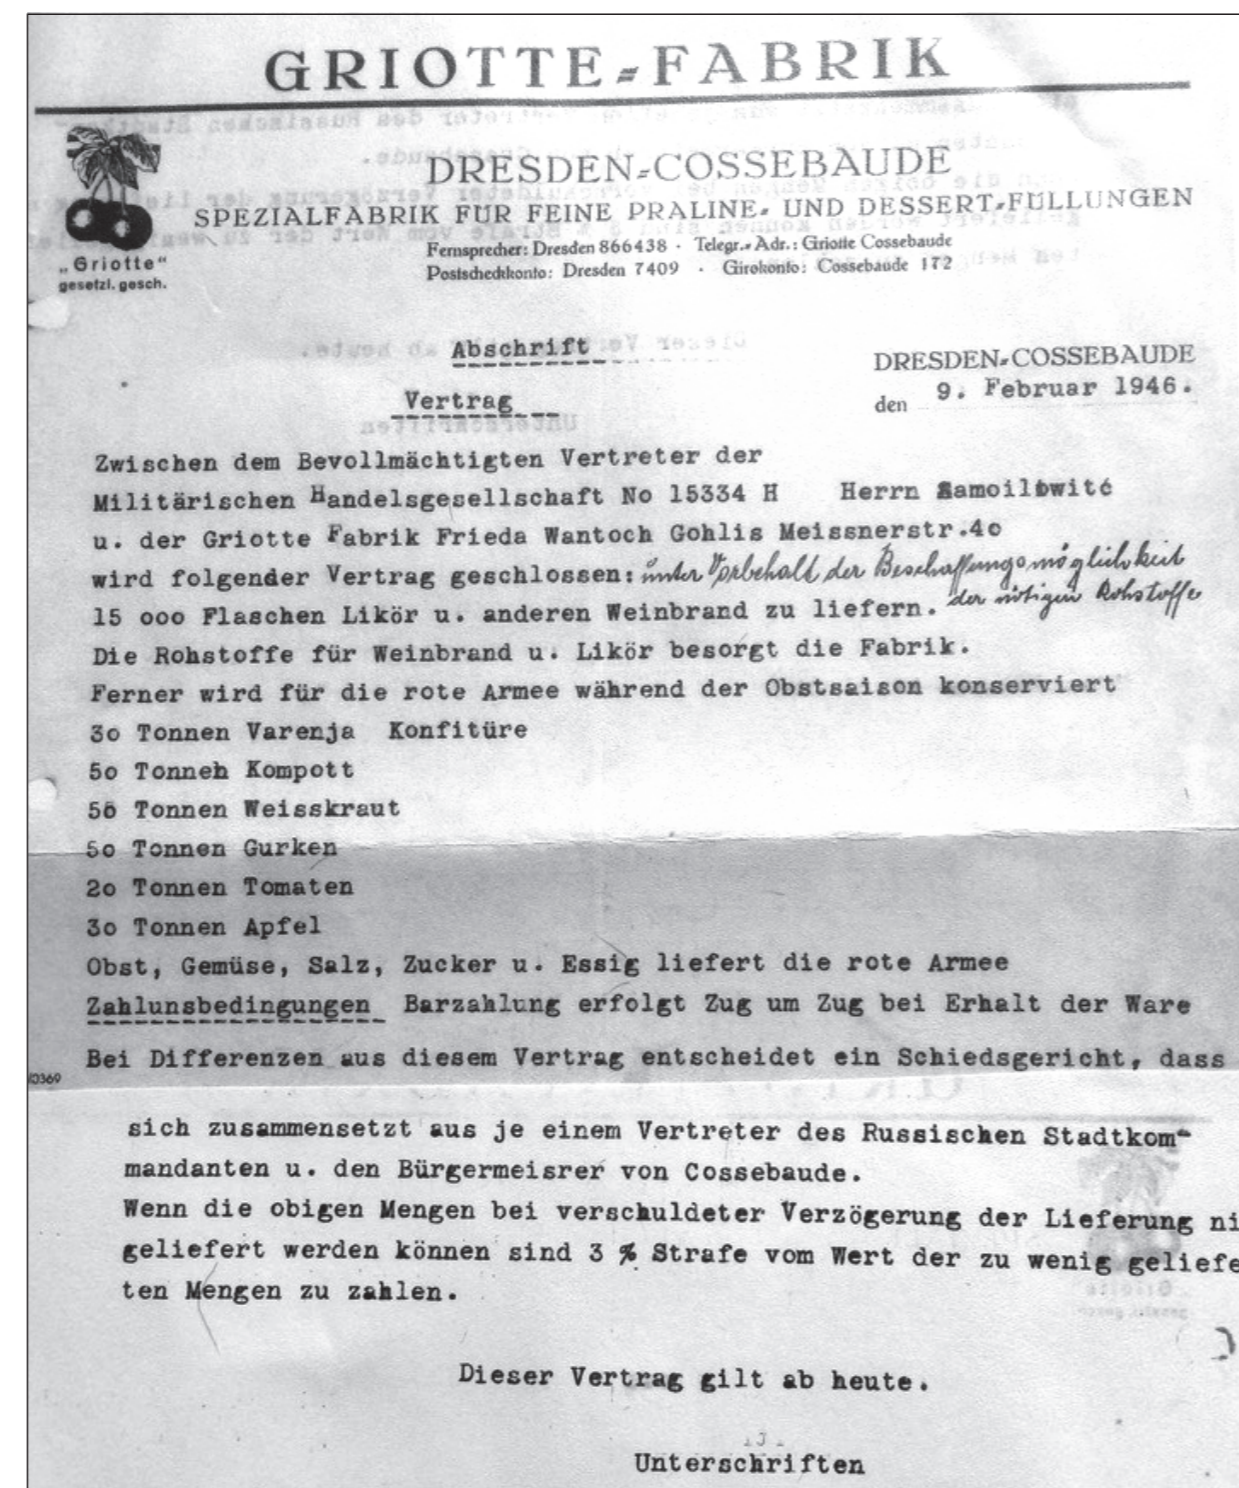 GRIOTTE-FABRIK
DRESDEN-COSSEBAUDE
SPEZIALFABRIK FÜR FEINE PRALINE- UND DESSERT-FÜLLUNGEN
Fernsprecher: Dresden 866438 · Telegr.-Adr.: Griotte Cossebaude
Postscheckkonto: Dresden 7409 · Girokonto: Cossebaude 172
„Griotte“
gesetzl. gesch.
Abschrift
DRESDEN-COSSEBAUDE
den 9. Februar 1946.
Vertrag
Zwischen dem Bevollmächtigten Vertreter der
Militärischen Handelsgesellschaft No 15334 H Herrn Samoilowitć
u. der Griotte Fabrik Frieda Wantoch Gohlis Meissnerstr.4o
wird folgender Vertrag geschlossen: unter Vorbehalt der Beschaffungsmöglichkeit
der nötigen Rohstoffe
15 ooo Flaschen Likör u. anderen Weinbrand zu liefern.
Die Rohstoffe für Weinbrand u. Likör besorgt die Fabrik.
Ferner wird für die rote Armee während der Obstsaison konserviert
3o Tonnen Varenja Konfitüre
5o Tonneh Kompott
5ö Tonnen Weisskraut
5o Tonnen Gurken
2o Tonnen Tomaten
3o Tonnen Apfel
Obst, Gemüse, Salz, Zucker u. Essig liefert die rote Armee
Zahlunsbedingungen Barzahlung erfolgt Zug um Zug bei Erhalt der Ware
Bei Differenzen aus diesem Vertrag entscheidet ein Schiedsgericht, dass
sich zusammensetzt aus je einem Vertreter des Russischen Stadtkom-
mandanten u. den Bürgermeisrer von Cossebaude.
Wenn die obigen Mengen bei verschuldeter Verzögerung der Lieferung ni
geliefert werden können sind 3 % Strafe vom Wert der zu wenig geliefe
ten Mengen zu zahlen.
Dieser Vertrag gilt ab heute.
Unterschriften